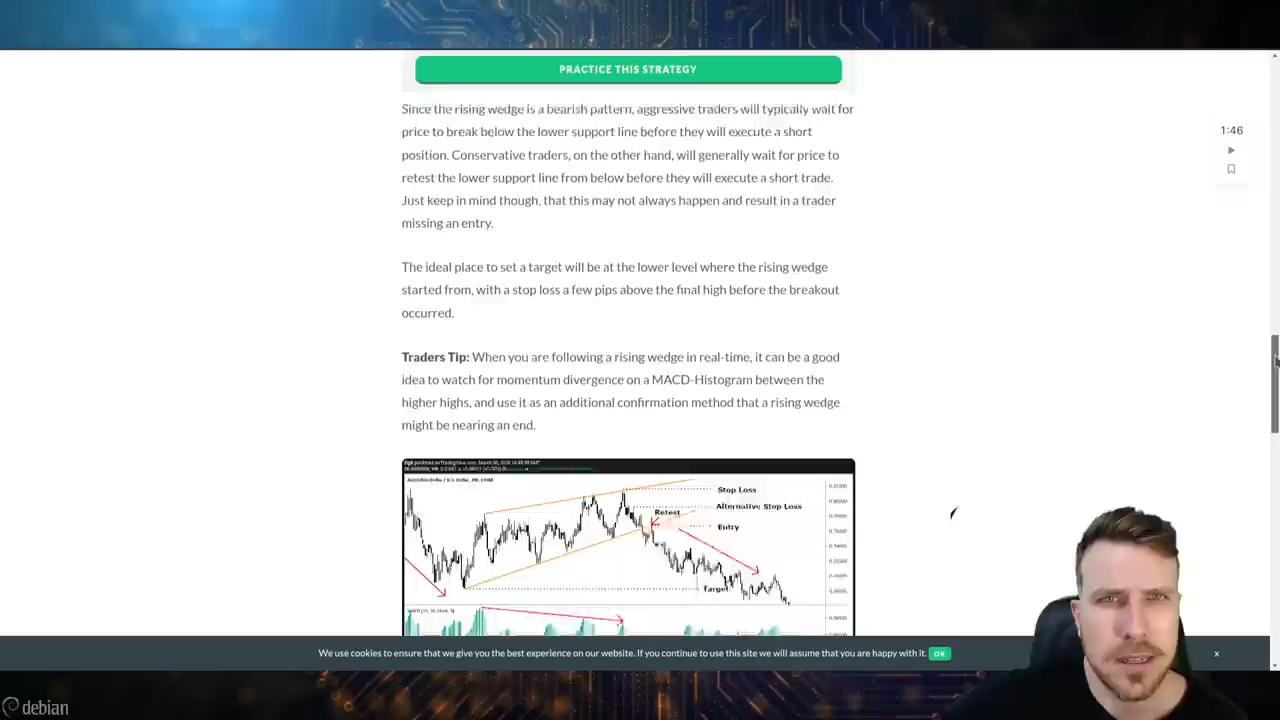 PRACTICE THIS STRATEGY
Since the rising wedge is a bearish pattern, aggressive traders will typically wait for
price to break below the lower support line before they will execute a short
position. Conservative traders, on the other hand, will generally wait for price to
retest the lower support line from below before they will execute a short trade.
Just keep in mind though, that this may not always happen and result in a trader
missing an entry.
1:46
The ideal place to set a target will be at the lower level where the rising wedge
started from, with a stop loss a few pips above the final high before the breakout
occurred.
Traders Tip: When you are following a rising wedge in real-time, it can be a good
idea to watch for momentum divergence on a MACD-Histogram between the
higher highs, and use it as an additional confirmation method that a rising wedge
might be nearing an end.
Stop Loss
Alternative Stop Loss
Retest
Entry
Target
We use cookies to ensure that we give you the best experience on our website. If you continue to use this site we will assume that you are happy with it. OK x
debian